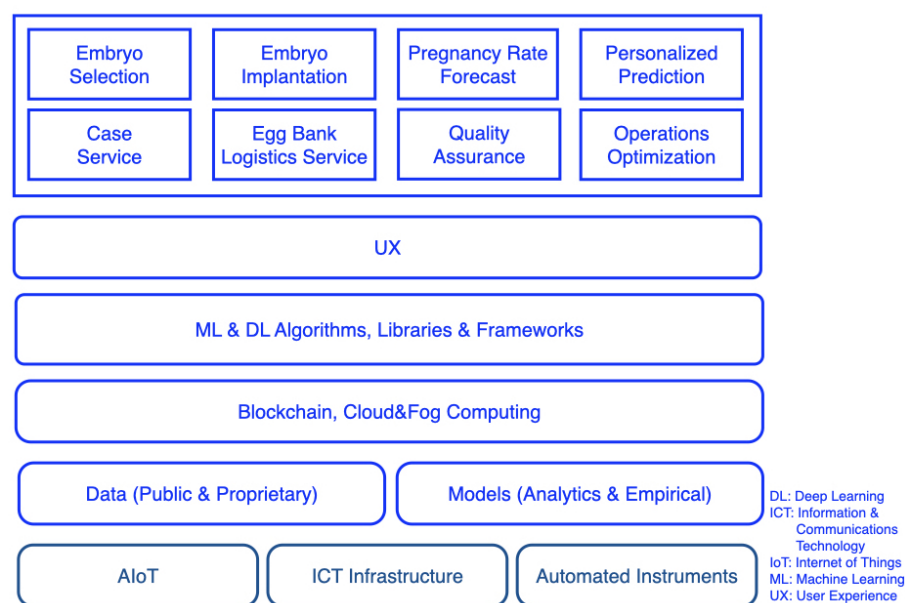 Embryo
Selection
Embryo
Implantation
Pregnancy Rate
Forecast
Personalized
Prediction
Case
Service
Egg Bank
Logistics Service
Quality
Assurance
Operations
Optimization
UX
ML & DL Algorithms, Libraries & Frameworks
Blockchain, Cloud&Fog Computing
Data (Public & Proprietary)
Models (Analytics & Empirical)
AIoT
ICT Infrastructure
Automated Instruments
DL: Deep Learning
ICT: Information &
Communications
Technology
IoT: Internet of Things
ML: Machine Learning
UX: User Experience